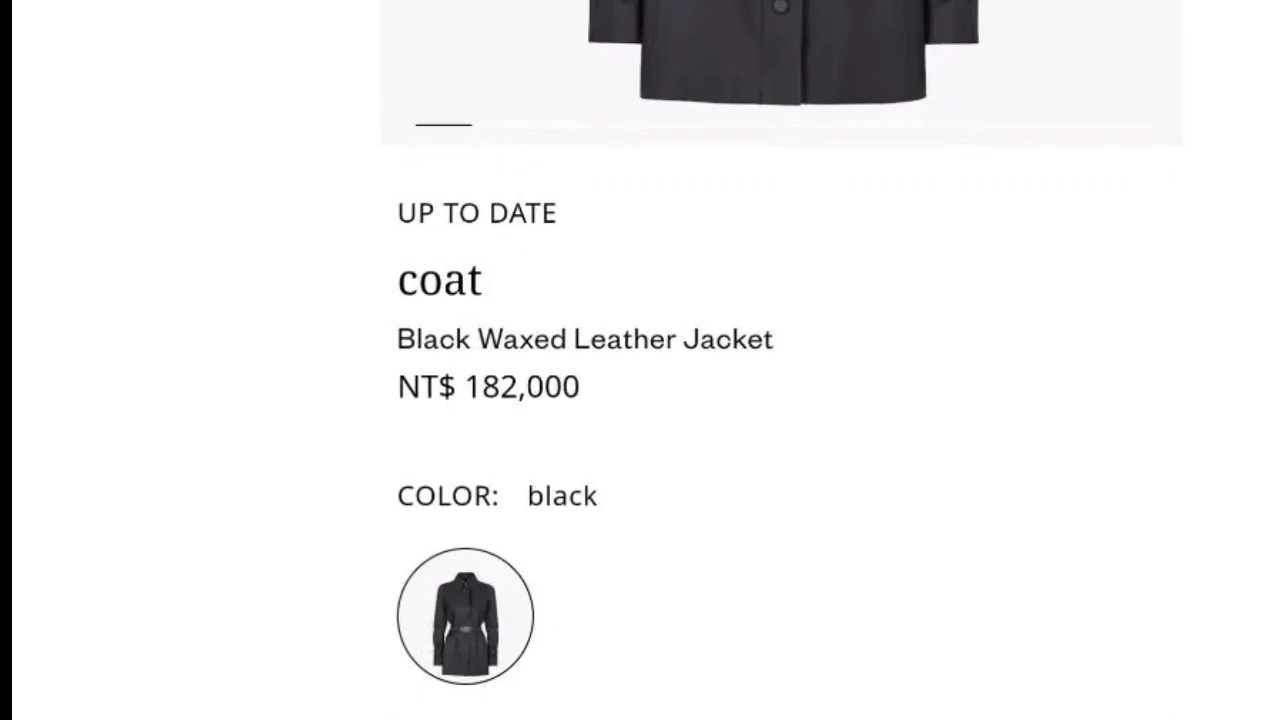 UP TO DATE
coat
Black Waxed Leather Jacket
NT$ 182,000
COLOR: black